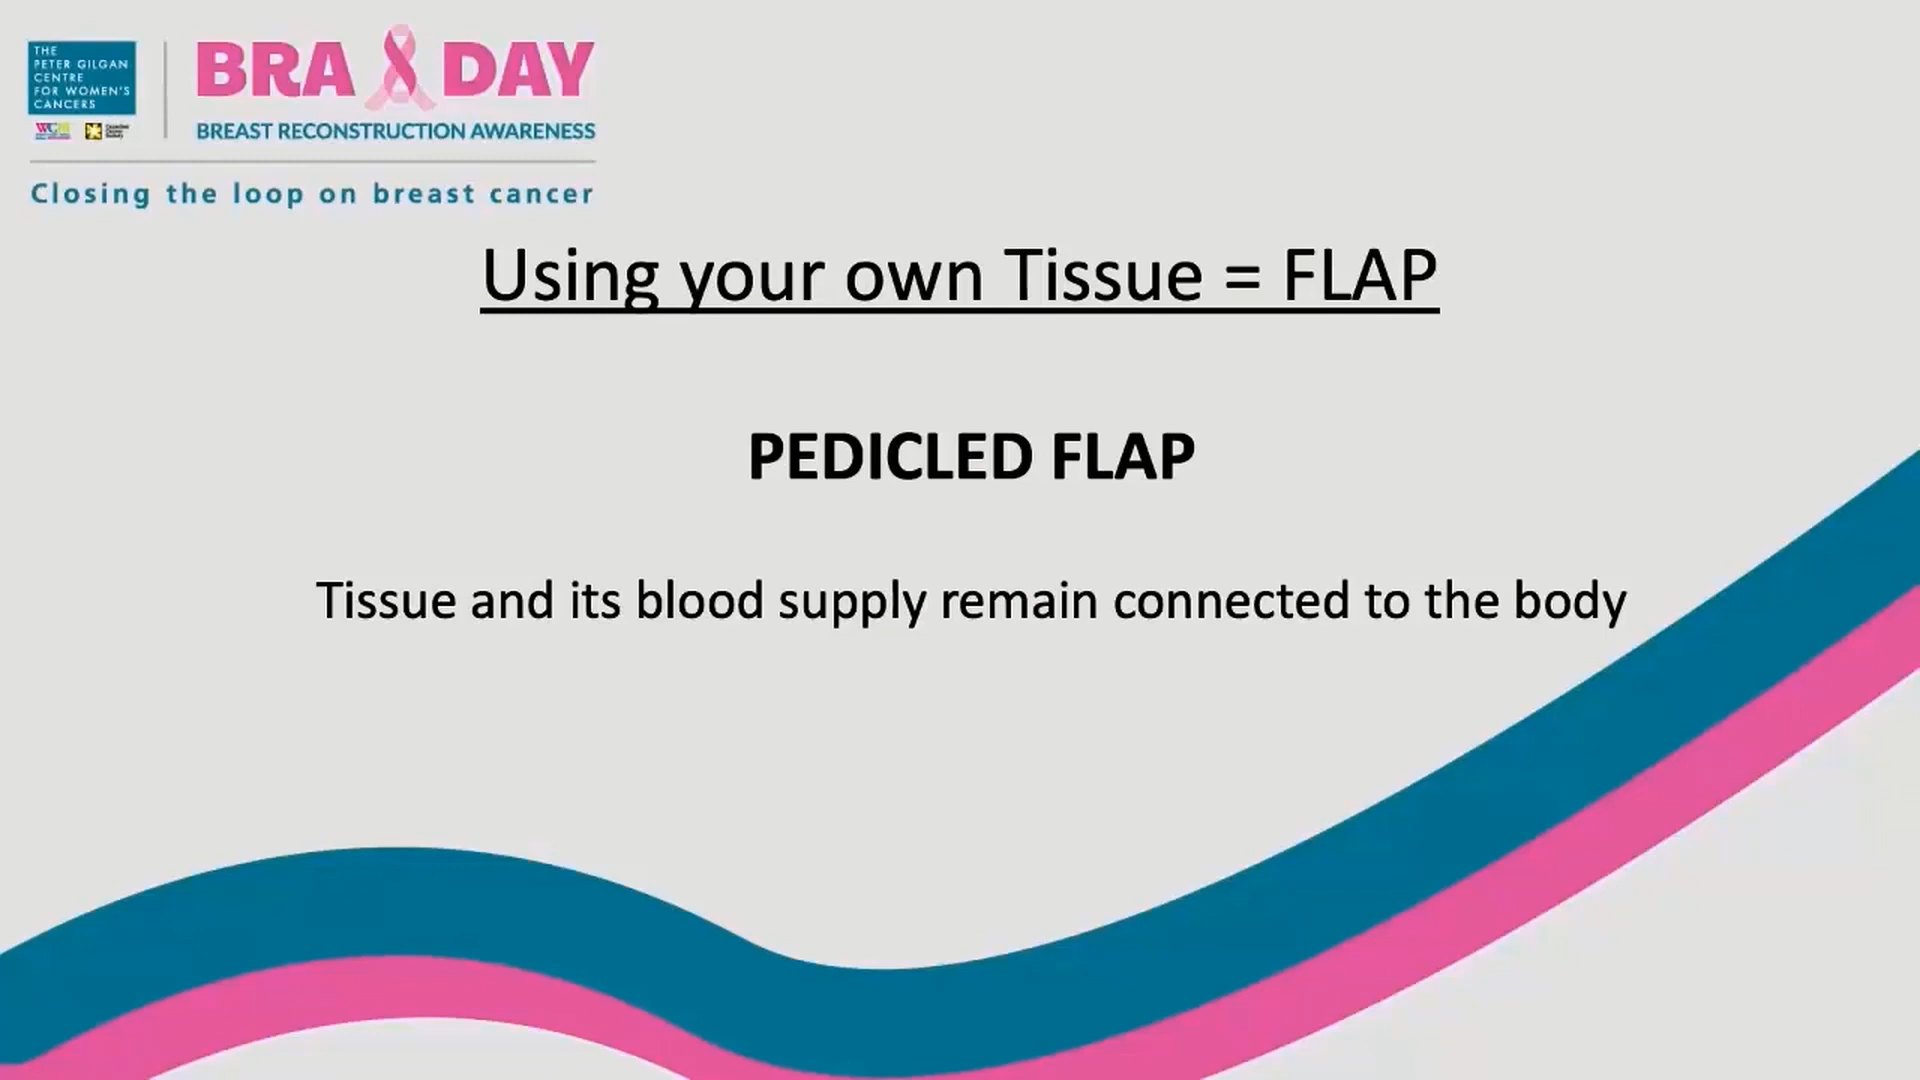 THE
PETER GILGAN
CENTRE
FOR WOMEN'S
CANCERS
BRA DAY
BREAST RECONSTRUCTION AWARENESS
Closing the loop on breast cancer
Using your own Tissue = FLAP
PEDICLED FLAP
Tissue and its blood supply remain connected to the body